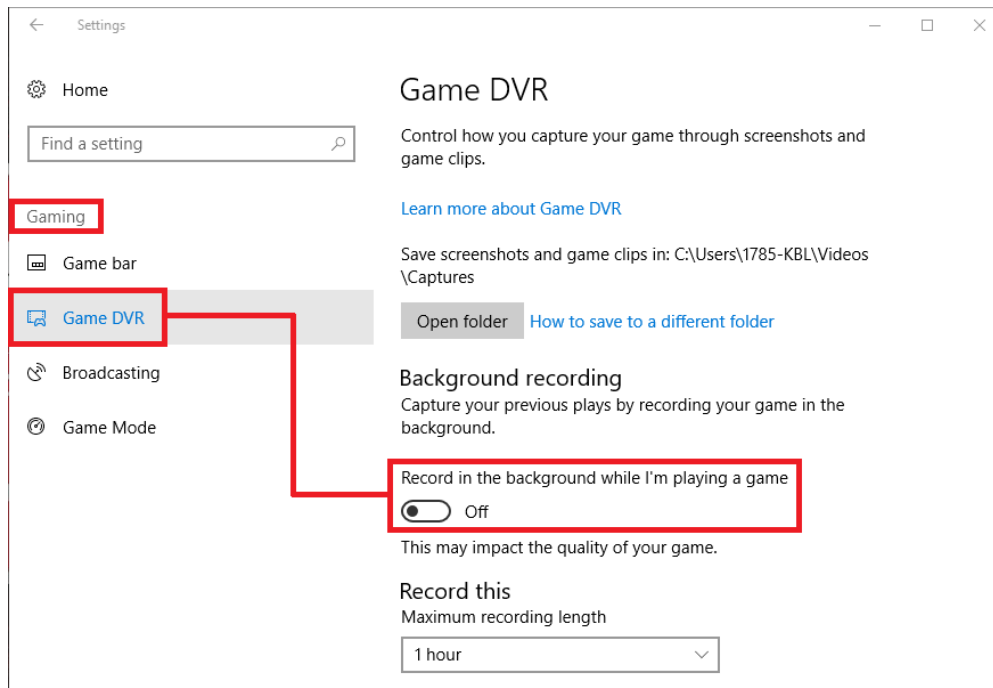 Settings
Home
Find a setting
Gaming
Game bar
Game DVR
Broadcasting
Game Mode
Game DVR
Control how you capture your game through screenshots and
game clips.
Learn more about Game DVR
Save screenshots and game clips in: C:\Users\1785-KBL\Videos
\Captures
Open folder
How to save to a different folder
Background recording
Capture your previous plays by recording your game in the
background.
Record in the background while I'm playing a game
Off
This may impact the quality of your game.
Record this
Maximum recording length
1 hour